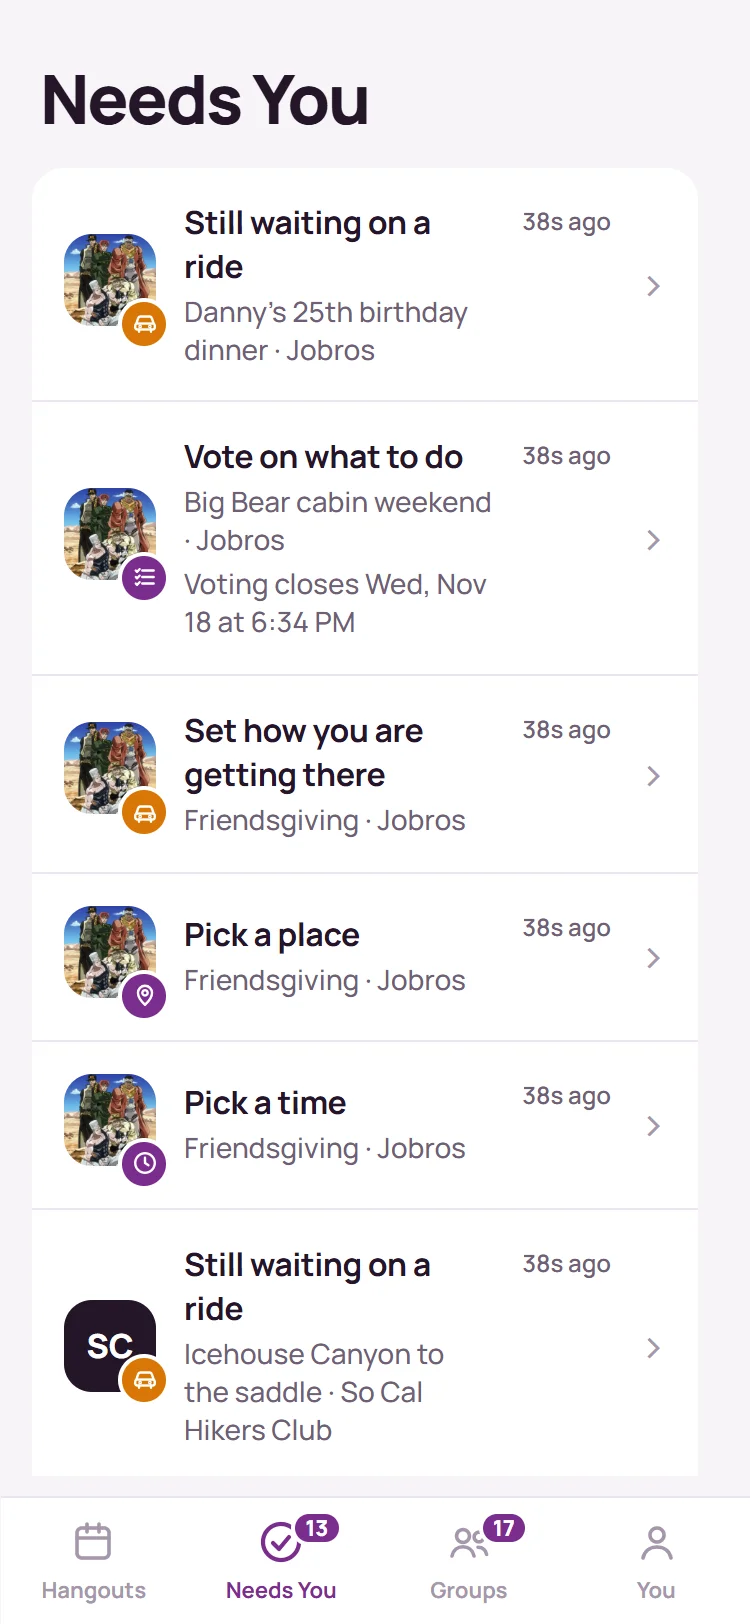 Needs You
Still waiting on a
ride
38s ago
Danny’s 25th birthday
dinner · Jobros
Vote on what to do
38s ago
Big Bear cabin weekend
· Jobros
Voting closes Wed, Nov
18 at 6:34 PM
Set how you are
getting there
38s ago
Friendsgiving · Jobros
Pick a place
38s ago
Friendsgiving · Jobros
Pick a time
38s ago
Friendsgiving · Jobros
SC
Still waiting on a
ride
38s ago
Icehouse Canyon to
the saddle · So Cal
Hikers Club
13
17
Hangouts
Needs You
Groups
You